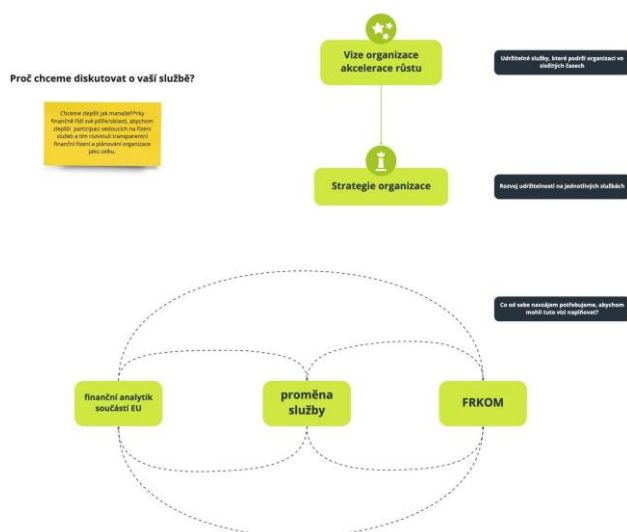 Proč chceme diskutovat o vaší službě?
Chceme zlepšit jak manažeři*rky
finančně řídí své pilíře/oblasti, abychom
zlepšili participaci vedoucích na řízení
služeb a tím rozvinuli transparentní
finanční řízení a plánování organizace
jako celku.
Vize organizace
akcelerace růstu
Udržitelné služby, které podrží organizaci ve
složitých časech
Strategie organizace
Rozvoj udržitelnosti na jednotlivých službách
Co od sebe navzájem potřebujeme, abychom
mohli tuto vizi naplňovat?
finanční analytik
součástí EU
proměna
služby
FRKOM